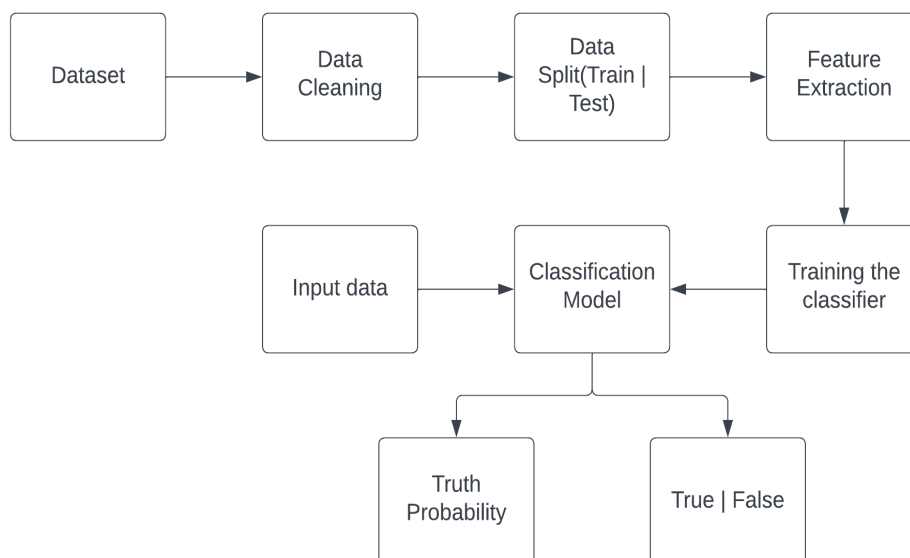 Dataset
Data
Cleaning
Data
Split(Train |
Test)
Feature
Extraction
Input data
Classification
Model
Training the
classifier
Truth
Probability
True | False